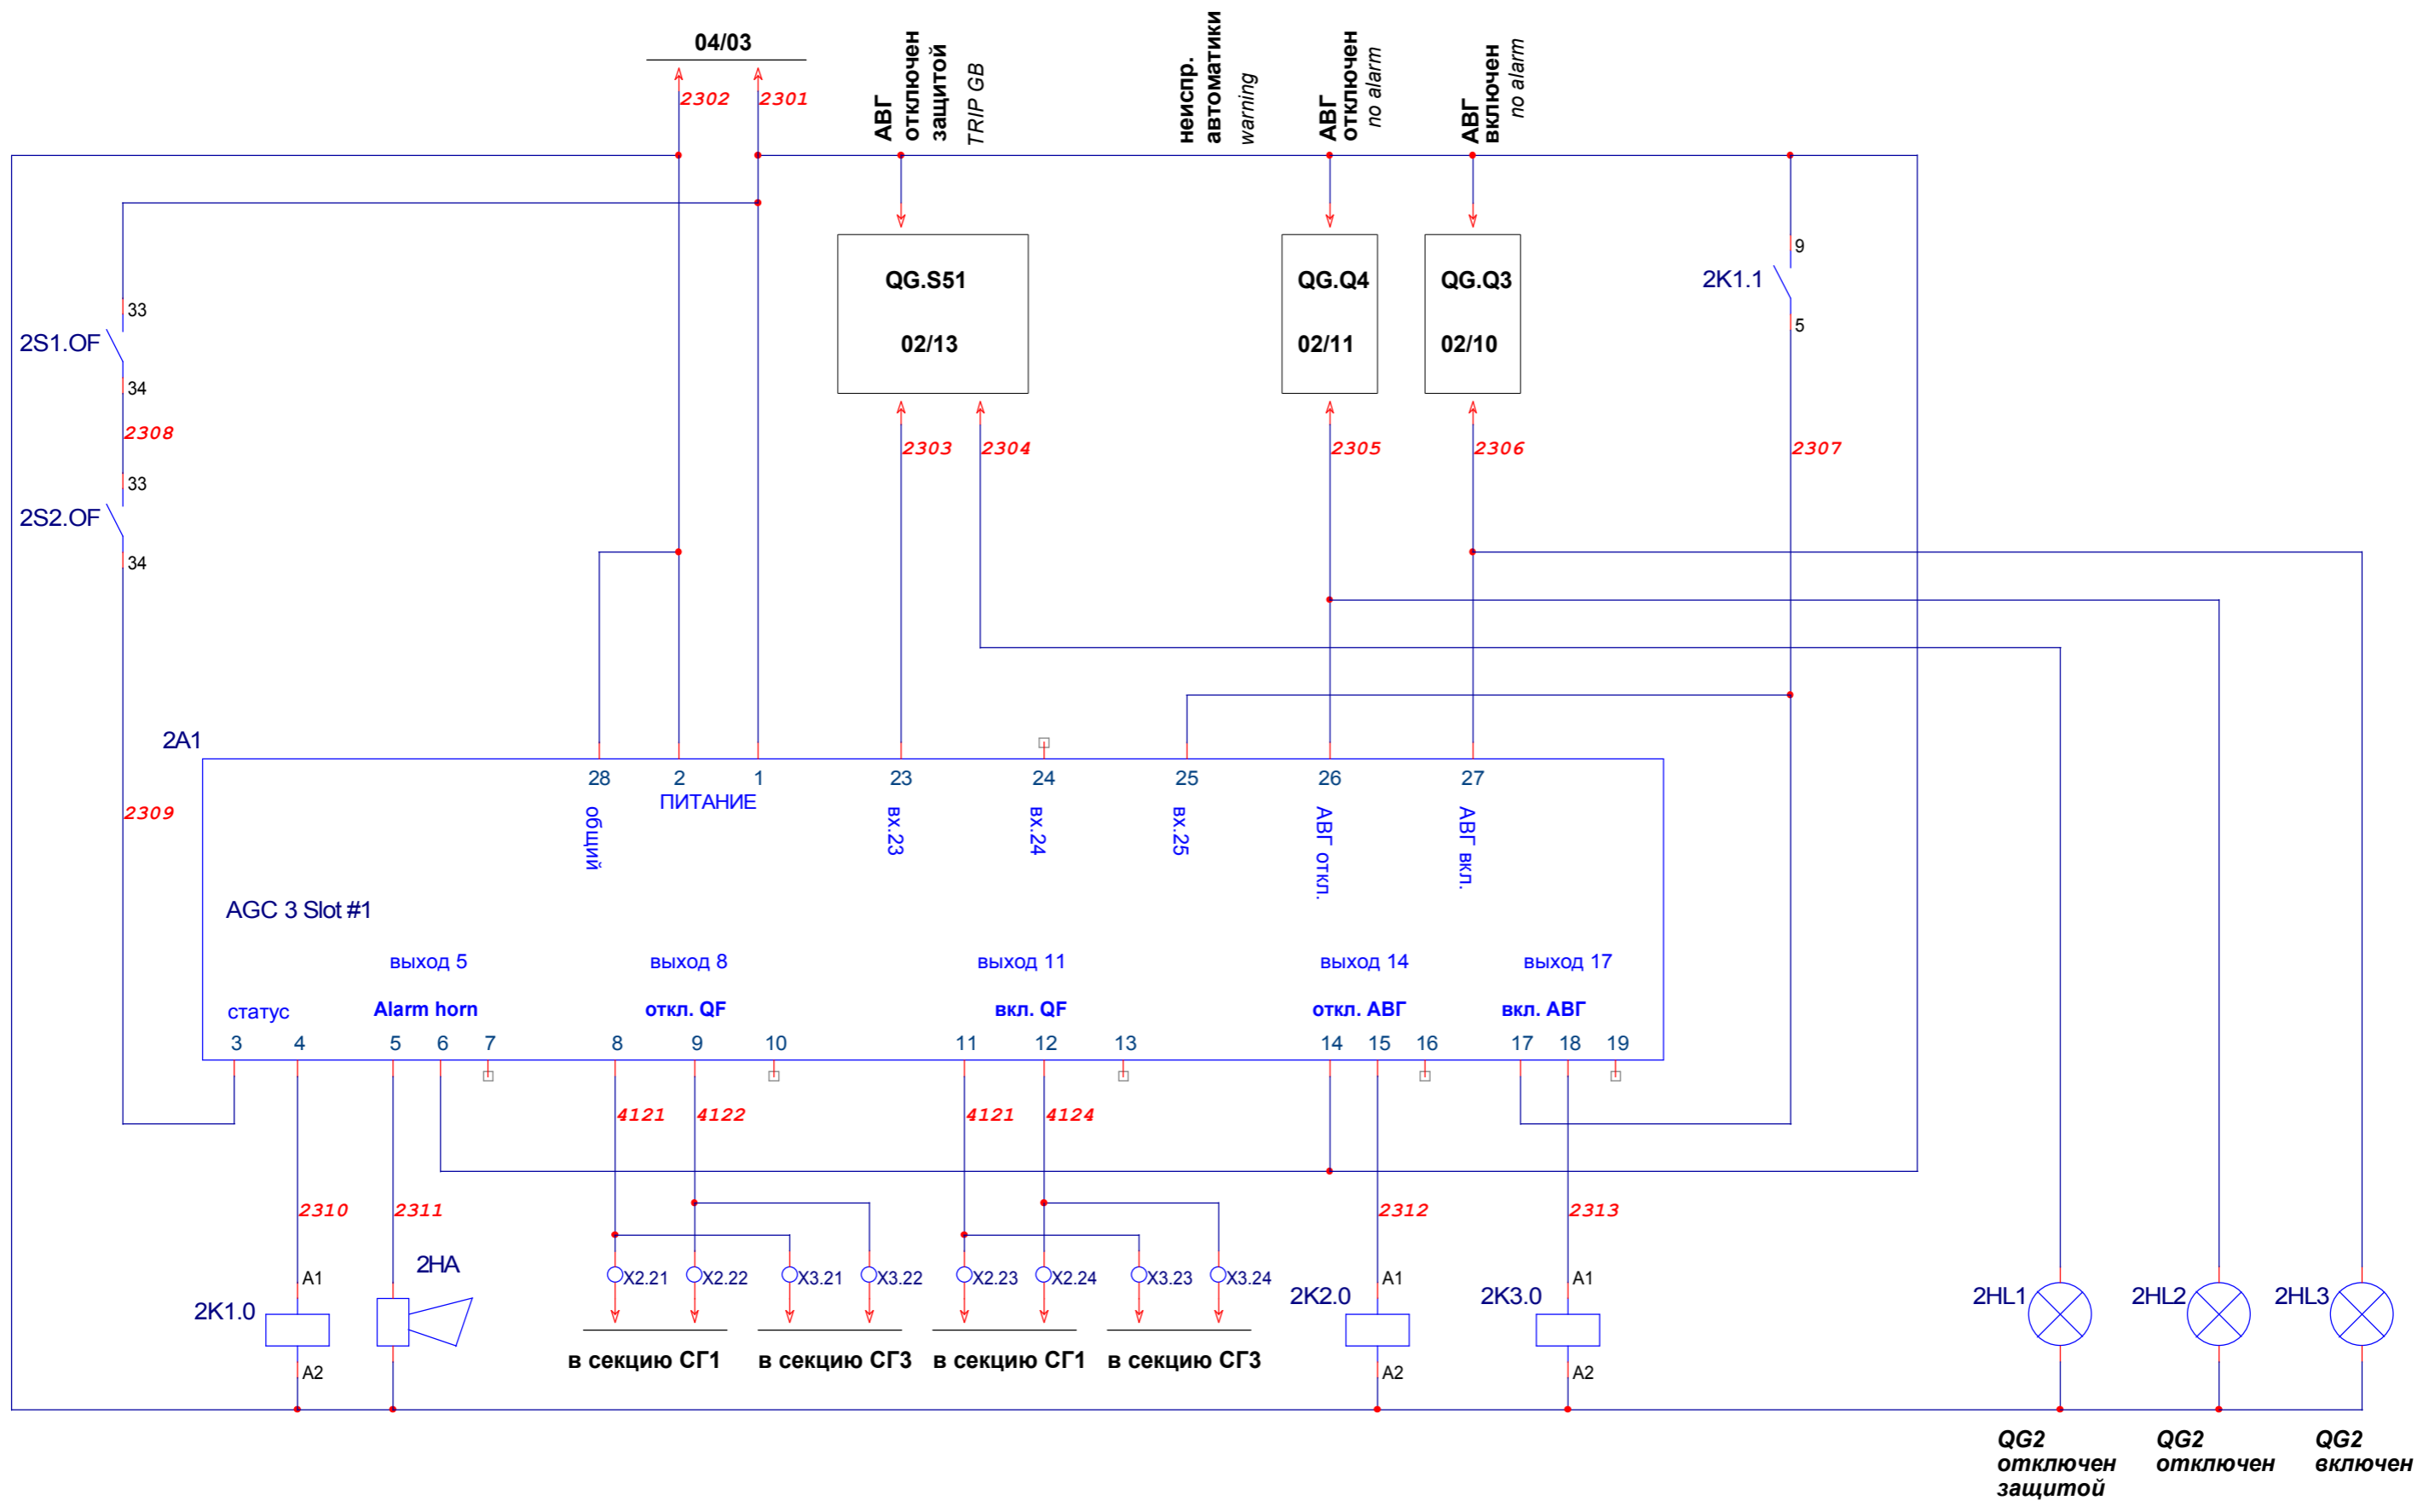 04/03
2302
2301
АВГ
отключен
защитой
TRIP GB
неиспр.
автоматики
warning
АВГ
отключен
no alarm
АВГ
включен
no alarm
QG.S51
02/13
QG.Q4
02/11
QG.Q3
02/10
2K1.1
9
5
33
2S1.OF
34
2308
33
2S2.OF
34
2303
2304
2305
2306
2307
2A1
28
2
1
23
24
25
26
27
ПИТАНИЕ
общий
вх.23
вх.24
вх.25
АВГ откл.
АВГ вкл.
2309
AGC 3 Slot #1
выход 5
выход 8
выход 11
выход 14
выход 17
статус
Alarm horn
откл. QF
вкл. QF
откл. АВГ
вкл. АВГ
3
4
5
6
7
8
9
10
11
12
13
14
15
16
17
18
19
4121
4122
4121
4124
2310
2311
2312
2313
2HA
A1
2K1.0
A2
X2.21
X2.22
X3.21
X3.22
X2.23
X2.24
X3.23
X3.24
A1
2K2.0
A2
A1
2K3.0
A2
2HL1
2HL2
2HL3
в секцию СГ1
в секцию СГ3
в секцию СГ1
в секцию СГ3
QG2
отключен
защитой
QG2
отключен
QG2
включен